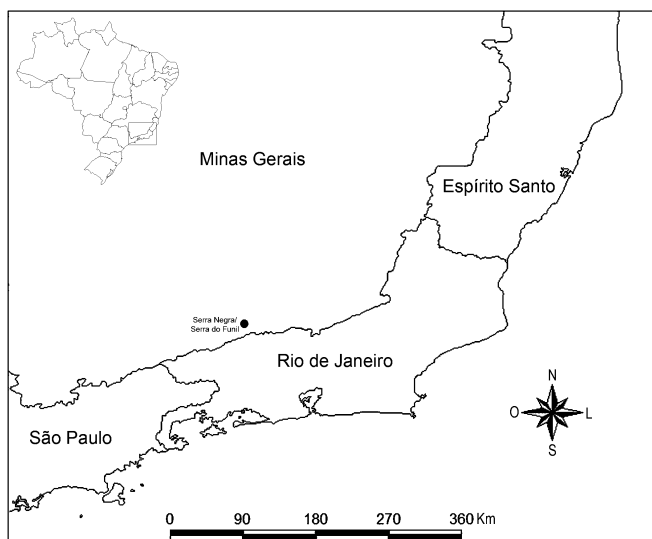 Minas Gerais
Espírito Santo
Serra Negra/
Serra do Funil
Rio de Janeiro
São Paulo
N
O L
S
0 90 180 270 360 Km